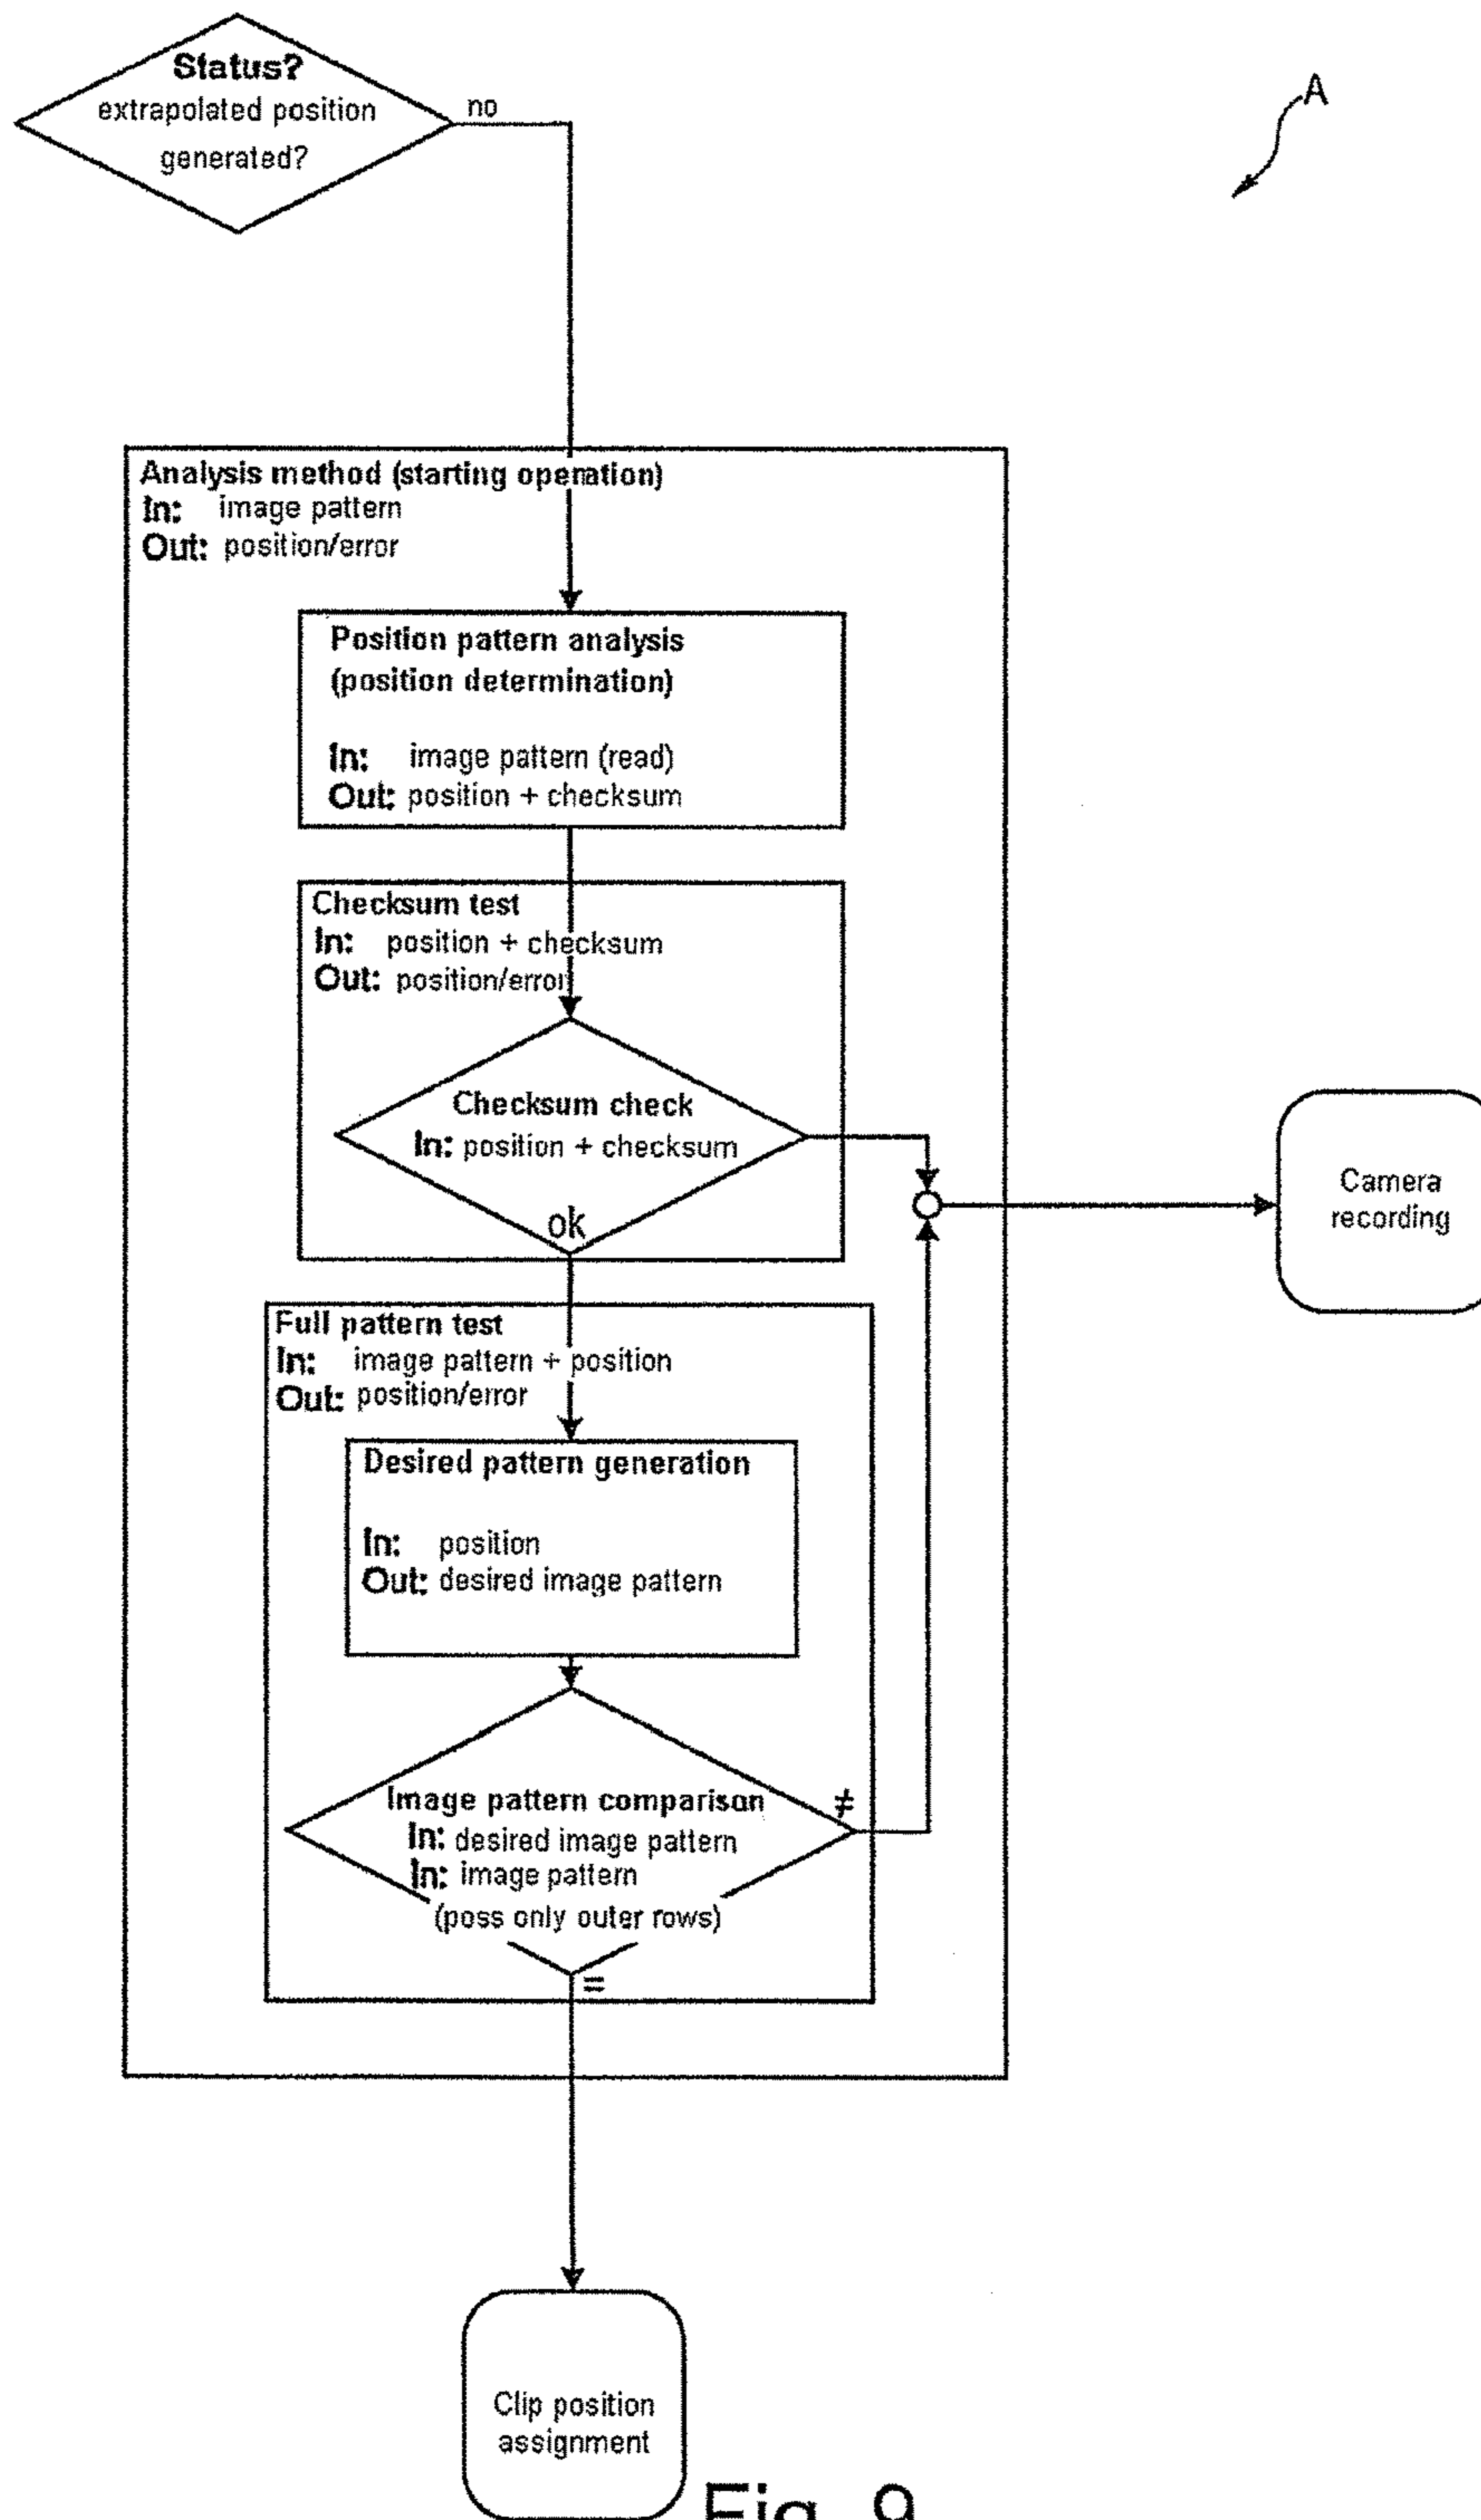 Status?
extrapolated position
generated?
no
A
Analysis method (starting operation)
In: image pattern
Out: position/error
Position pattern analysis
(position determination)
In: image pattern (read)
Out: position + checksum
Checksum test
In: position + checksum
Out: position/error
Checksum check
In: position + checksum
ok
Camera
recording
Full pattern test
In: image pattern + position
Out: position/error
Desired pattern generation
In: position
Out: desired image pattern
Image pattern comparison
≠
In: desired image pattern
In: image pattern
(poss only outer rows)
=
Clip position
assignment
Fig. 9